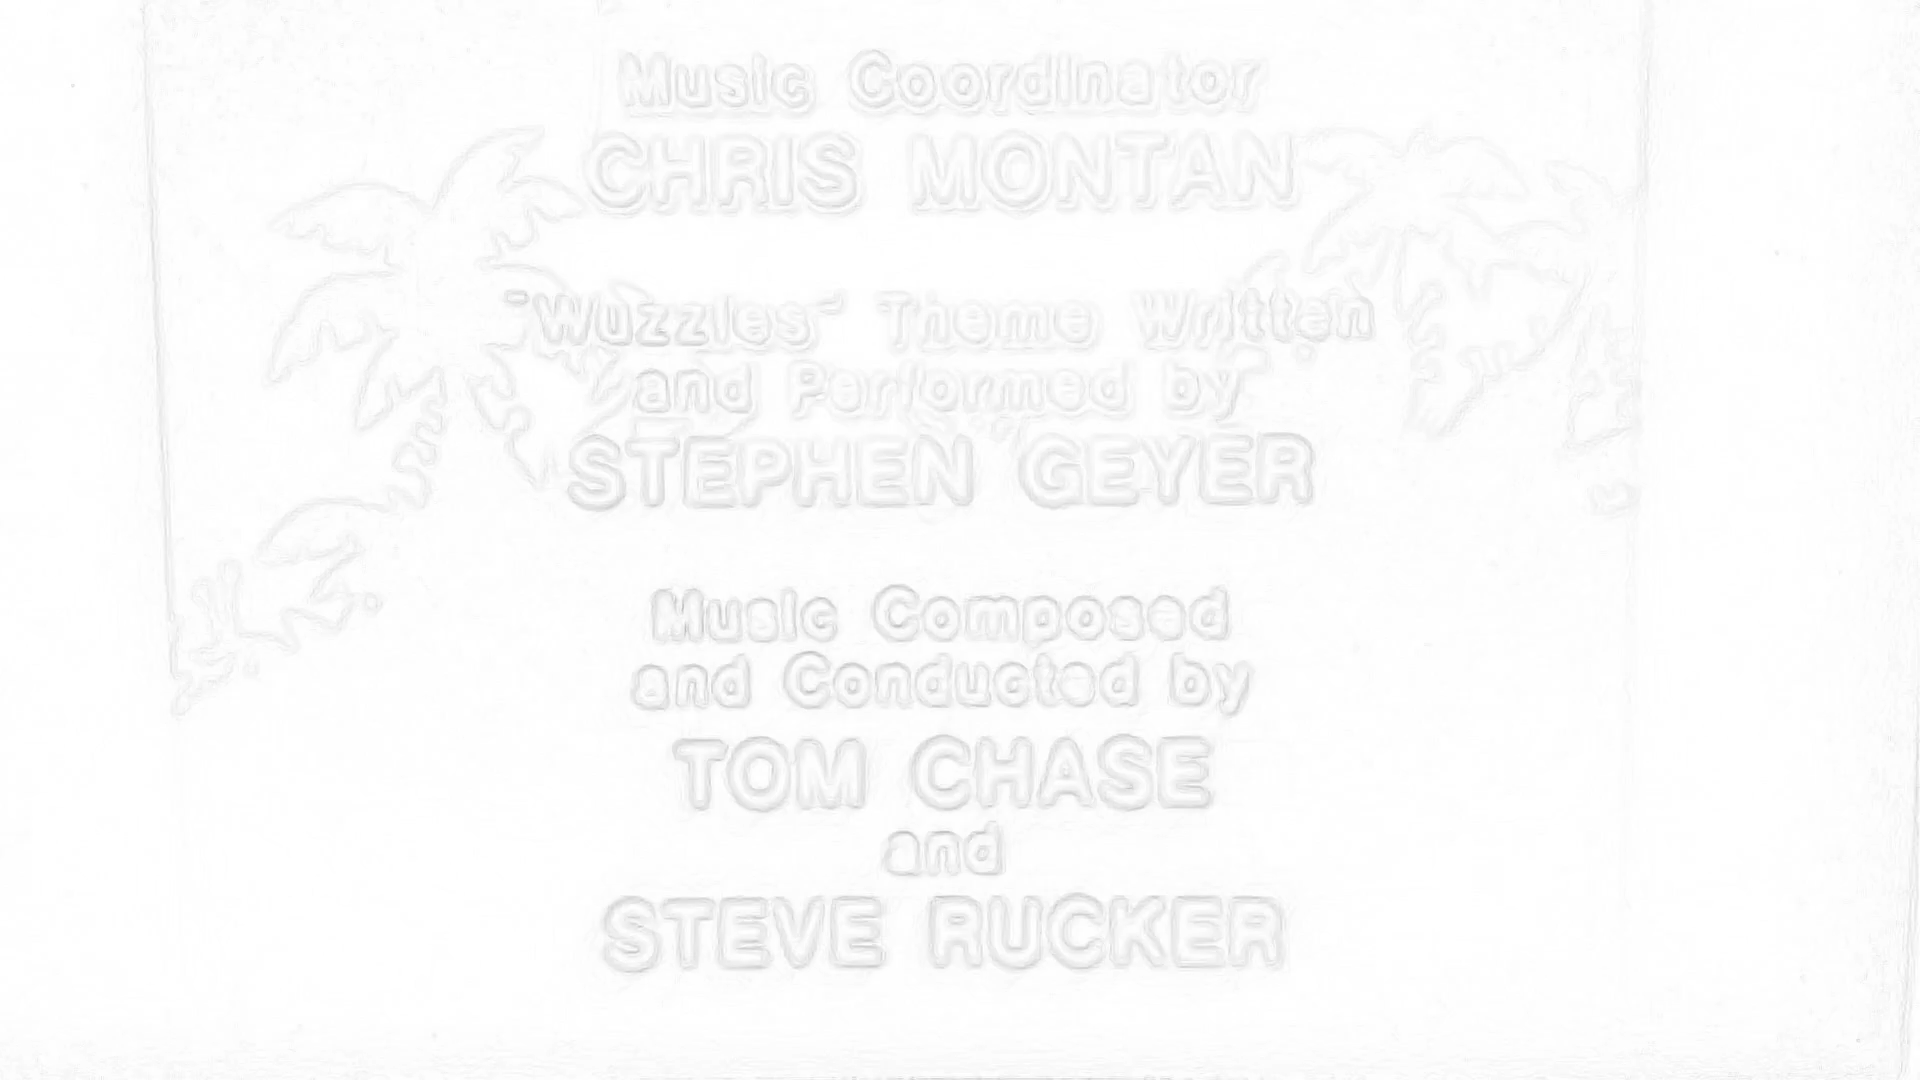 Music Coordinator
CHRIS MONTAN
"Wuzzles" Theme Written
and Performed by
STEPHEN GEYER
Music Composed
and Conducted by
TOM CHASE
and
STEVE RUCKER